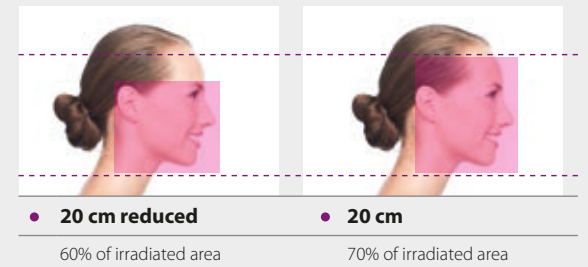 20 cm reduced
20 cm
60% of irradiated area
70% of irradiated area